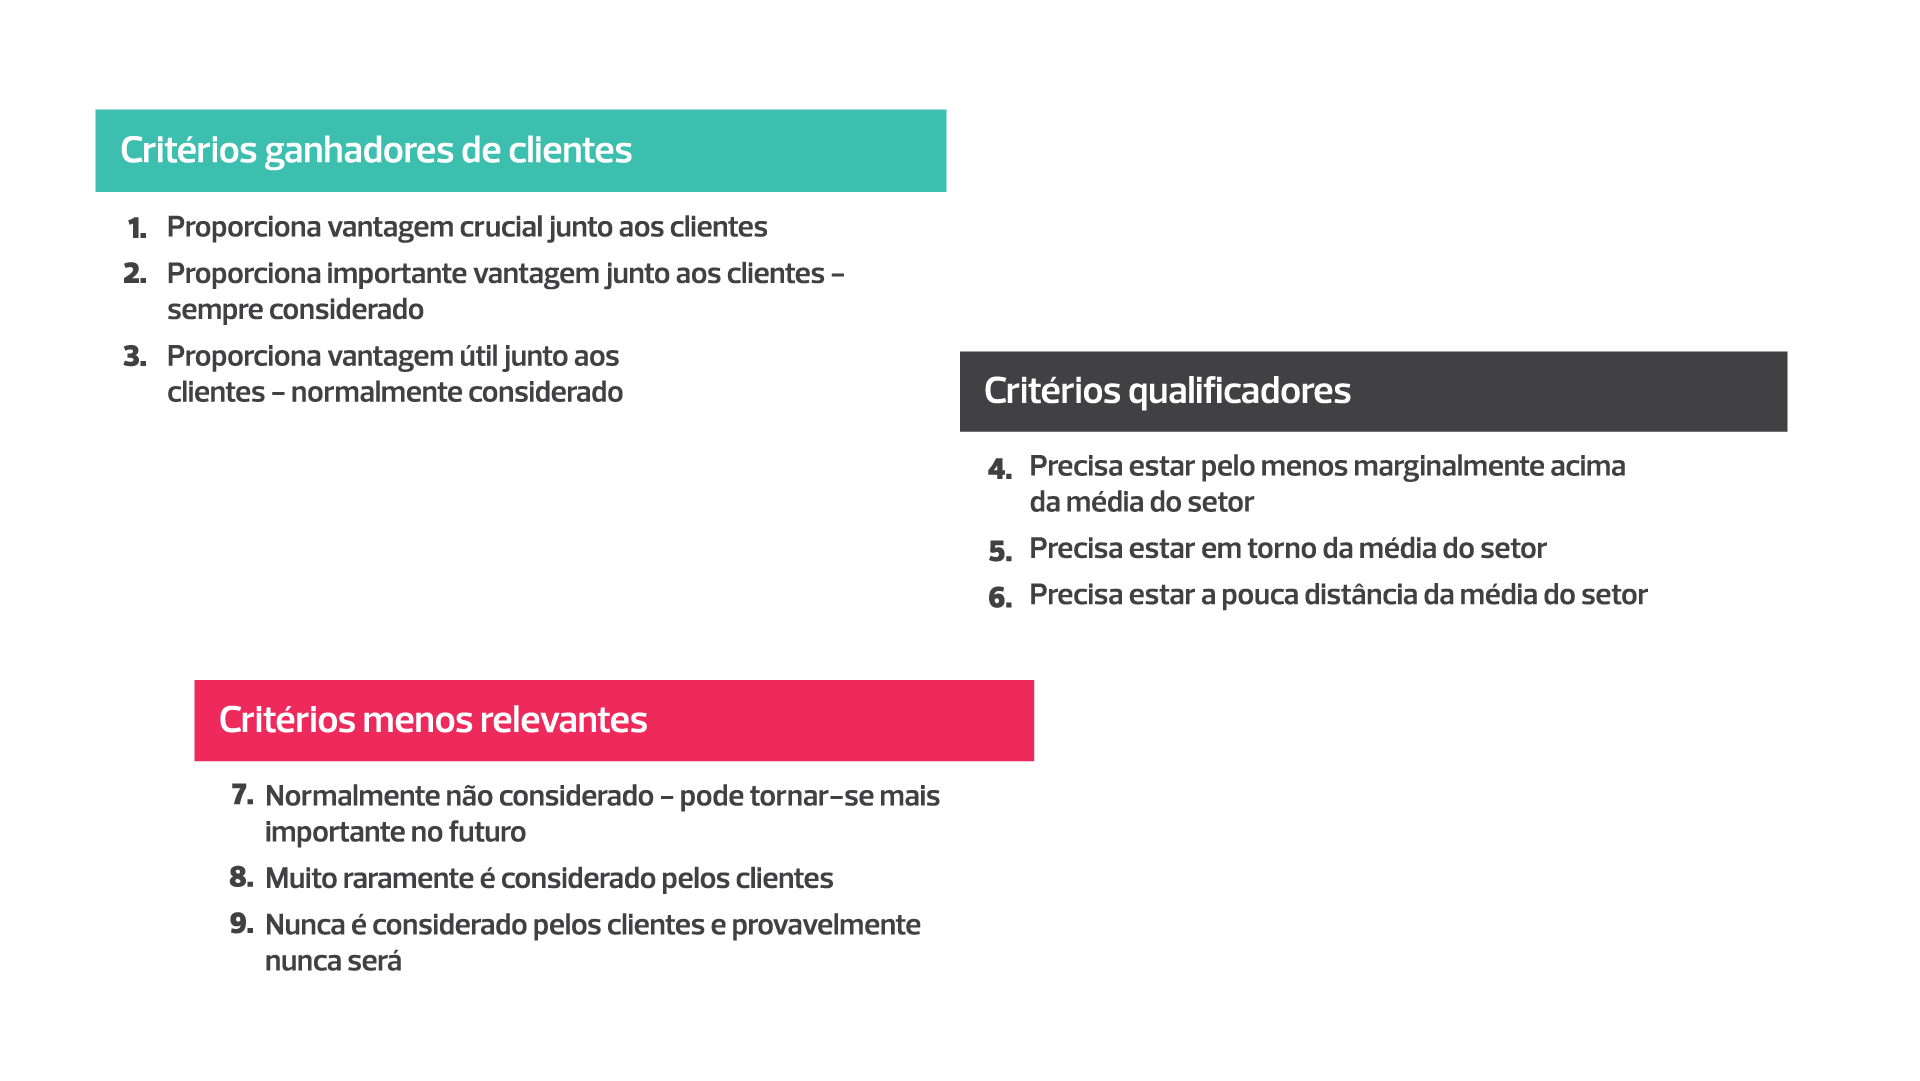 Critérios ganhadores de clientes
1. Proporciona vantagem crucial junto aos clientes
2. Proporciona importante vantagem junto aos clientes –
sempre considerado
3. Proporciona vantagem útil junto aos
clientes – normalmente considerado
Critérios qualificadores
4. Precisa estar pelo menos marginalmente acima
da média do setor
5. Precisa estar em torno da média do setor
6. Precisa estar a pouca distância da média do setor
Critérios menos relevantes
7. Normalmente não considerado – pode tornar-se mais
importante no futuro
8. Muito raramente é considerado pelos clientes
9. Nunca é considerado pelos clientes e provavelmente
nunca será